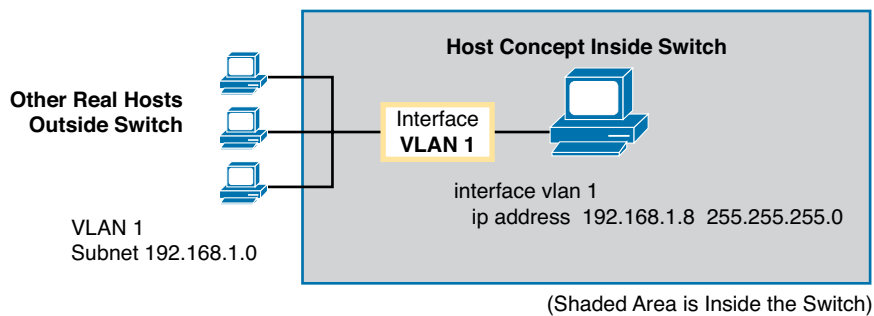 Host Concept Inside Switch
Other Real Hosts
Outside Switch
Interface
VLAN 1
interface vlan 1
ip address 192.168.1.8 255.255.255.0
VLAN 1
Subnet 192.168.1.0
(Shaded Area is Inside the Switch)